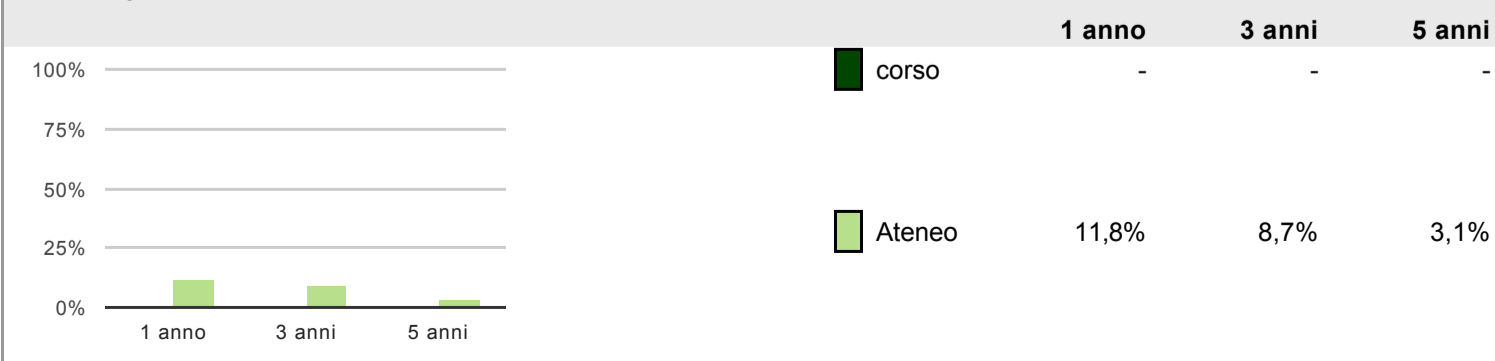 1 anno 3 anni 5 anni
100%
75%
50%
25%
0%
1 anno 3 anni 5 anni
corso - - -
Ateneo 11,8% 8,7% 3,1%